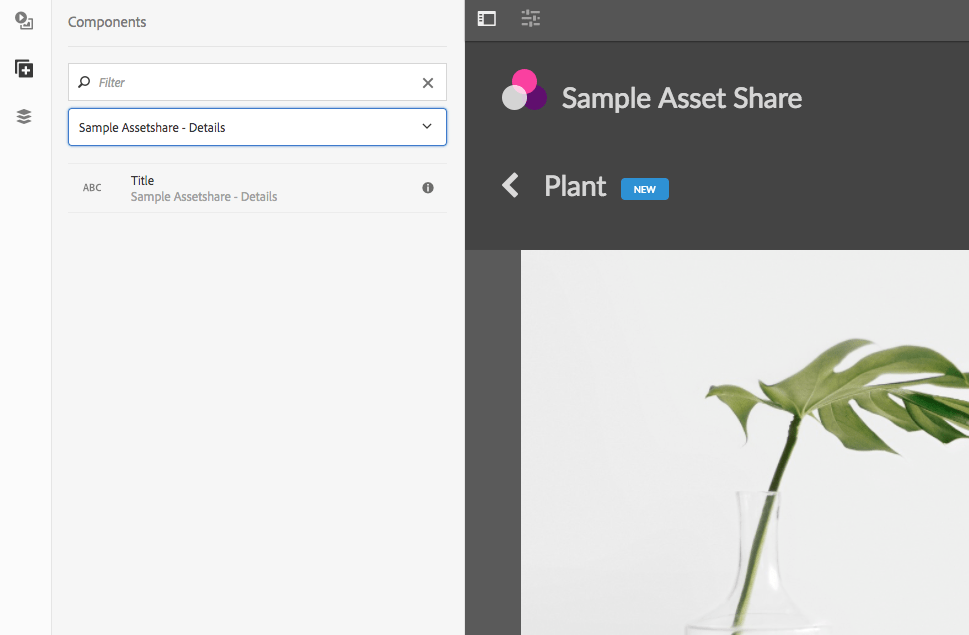 Components
Filter
Sample Assetshare - Details
ABC
Title
Sample Assetshare - Details
Sample Asset Share
Plant
NEW